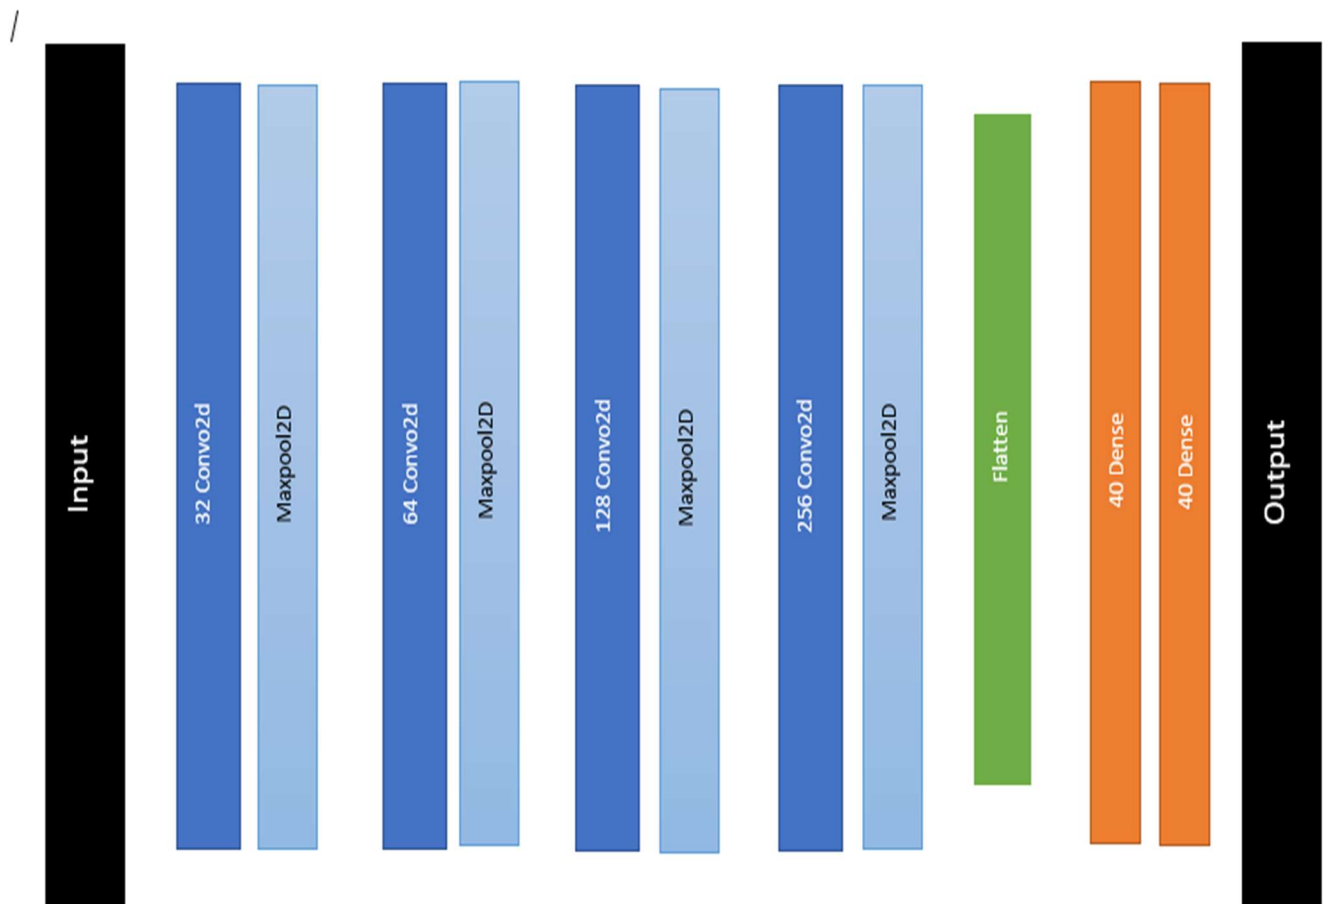 /
Input
32 Convo2d
Maxpool2D
64 Convo2d
Maxpool2D
128 Convo2d
Maxpool2D
256 Convo2d
Maxpool2D
Flatten
40 Dense
40 Dense
Output